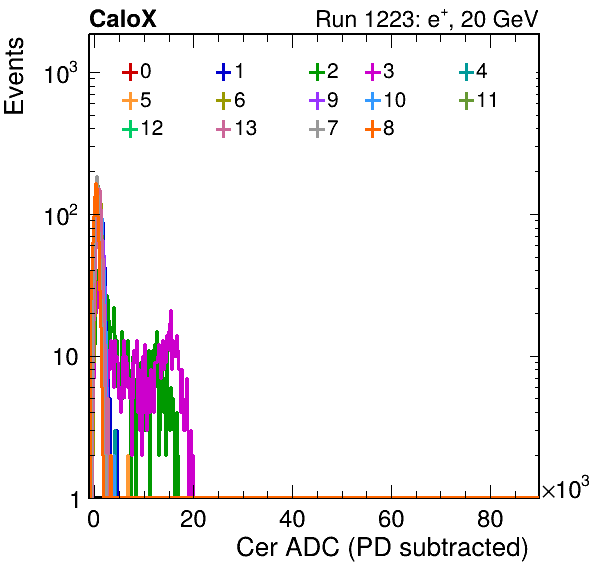 CaloX Run 1223: e⁺, 20 GeV
Events
10³
0 1 2 3 4
5 6 9 10 11
12 13 7 8
10²
10
1
0 20 40 60 80 ×10³
Cer ADC (PD subtracted)